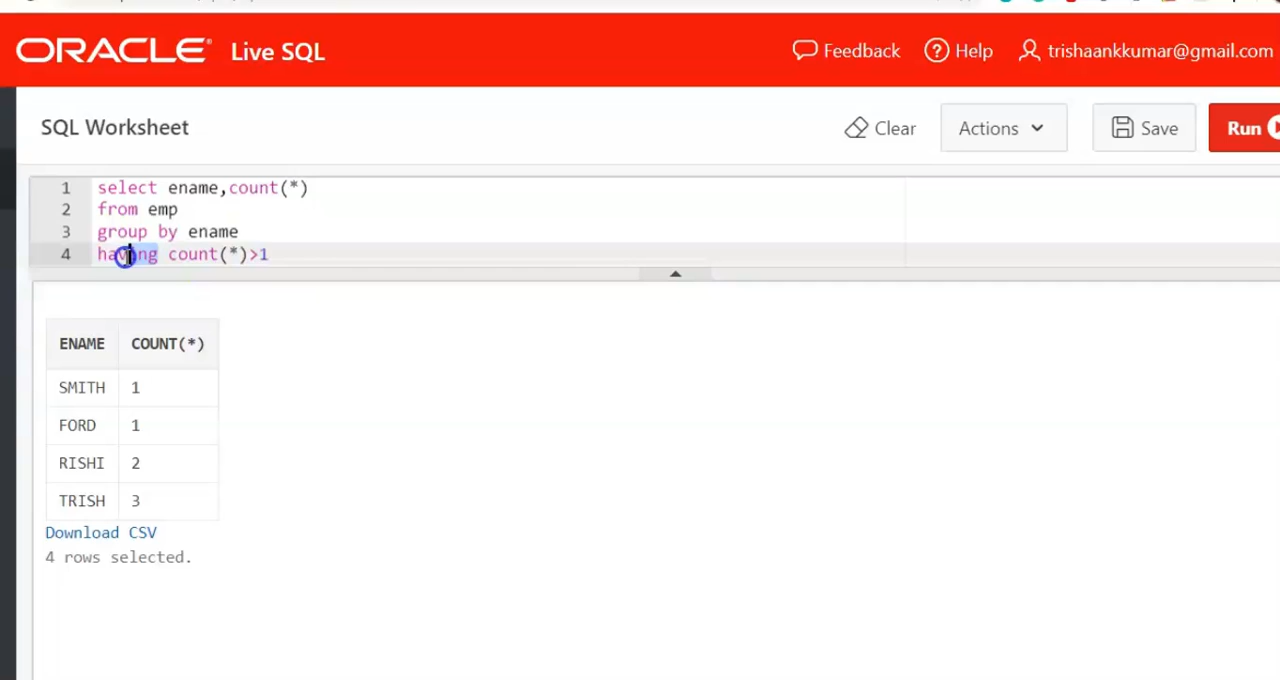 ORACLE Live SQL Feedback Help trishaankkumar@gmail.com
SQL Worksheet Clear Actions Save Run
1 select ename,count(*)
2 from emp
3 group by ename
4 having count(*)>1
ENAME COUNT(*)
SMITH 1
FORD 1
RISHI 2
TRISH 3
Download CSV
4 rows selected.